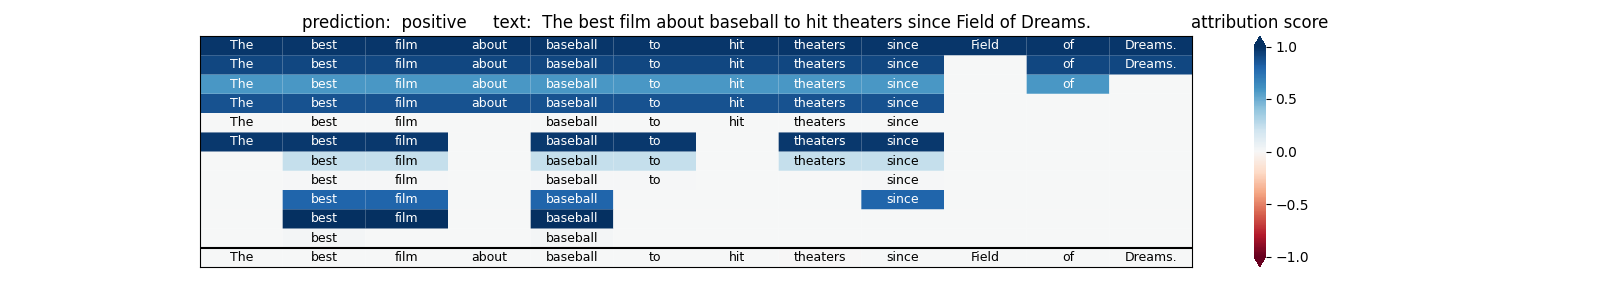 prediction:  positive     text:  The best film about baseball to hit theaters since Field of Dreams.     attribution score
The best film about baseball to hit theaters since Field of Dreams.
The best film about baseball to hit theaters since of Dreams.
The best film about baseball to hit theaters since of
The best film about baseball to hit theaters since
The best film baseball to hit theaters since
The best film baseball to theaters since
best film baseball to theaters since
best film baseball to since
best film baseball since
best film baseball
best baseball
The best film about baseball to hit theaters since Field of Dreams.
1.0
0.5
0.0
−0.5
−1.0